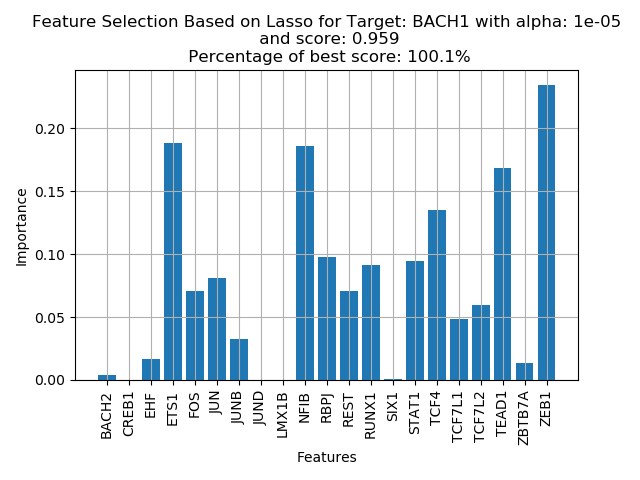 Feature Selection Based on Lasso for Target: BACH1 with alpha: 1e-05
and score: 0.959
Percentage of best score: 100.1%
0.20
0.15
0.10
0.05
0.00
Importance
BACH2
CREB1
EHF
ETS1
FOS
JUN
JUNB
JUND
LMX1B
NFIB
RBPJ
REST
RUNX1
SIX1
STAT1
TCF4
TCF7L1
TCF7L2
TEAD1
ZBTB7A
ZEB1
Features